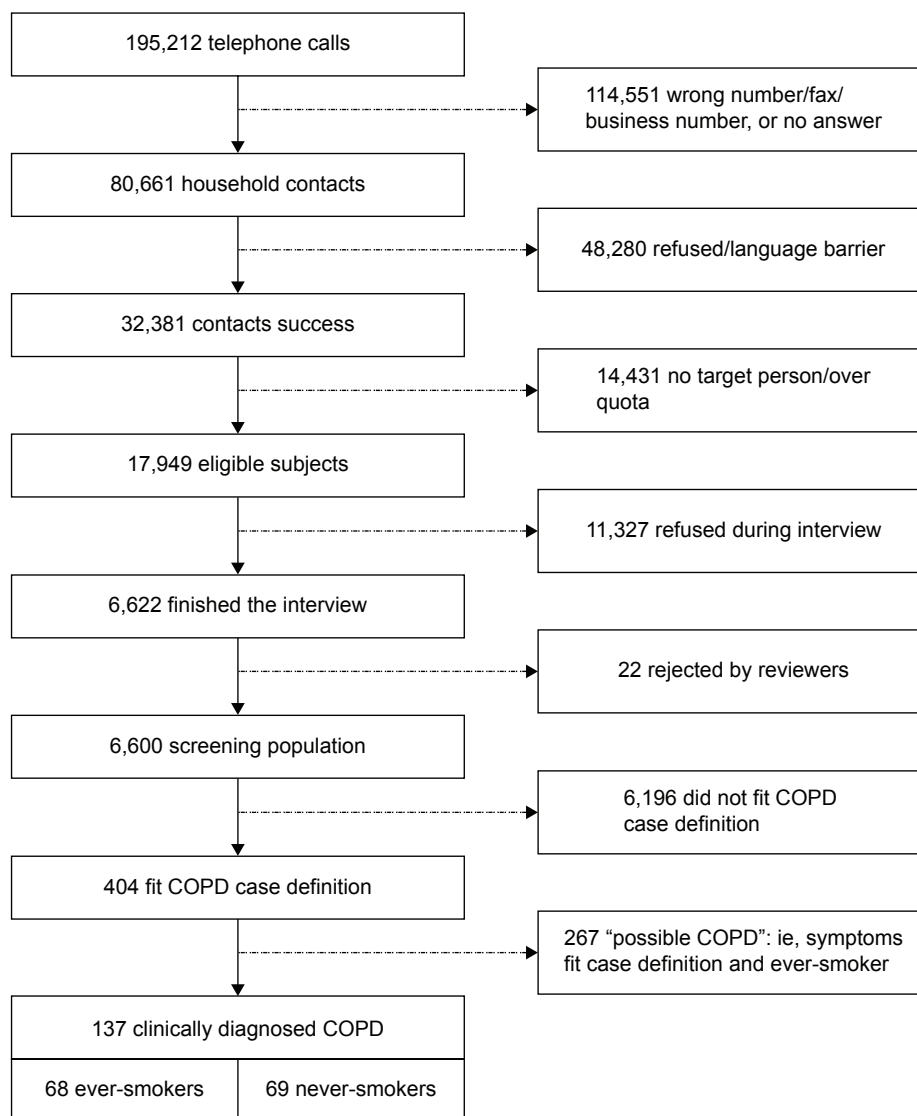 195,212 telephone calls
114,551 wrong number/fax/
business number, or no answer
80,661 household contacts
48,280 refused/language barrier
32,381 contacts success
14,431 no target person/over
quota
17,949 eligible subjects
11,327 refused during interview
6,622 finished the interview
22 rejected by reviewers
6,600 screening population
6,196 did not fit COPD
case definition
404 fit COPD case definition
267 “possible COPD”: ie, symptoms
fit case definition and ever-smoker
137 clinically diagnosed COPD
68 ever-smokers
69 never-smokers